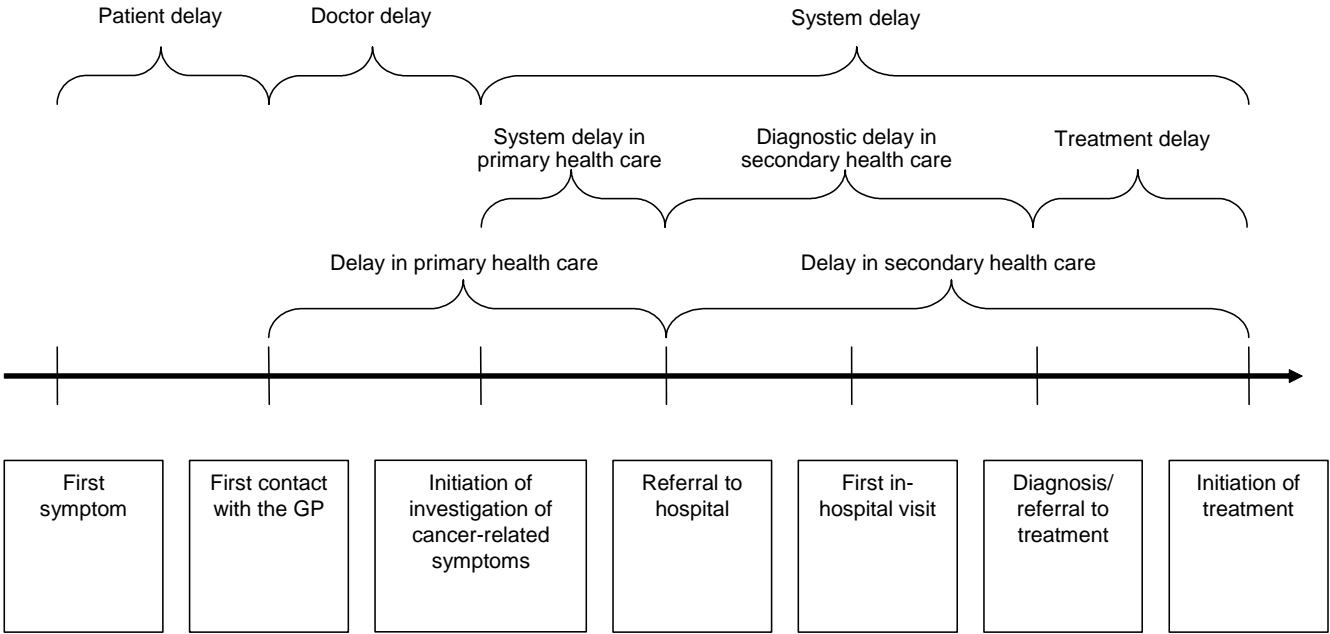 Patient delay
Doctor delay
System delay
System delay in
primary health care
Diagnostic delay in
secondary health care
Treatment delay
Delay in primary health care
Delay in secondary health care
First
symptom
First contact
with the GP
Initiation of
investigation of
cancer-related
symptoms
Referral to
hospital
First in-
hospital visit
Diagnosis/
referral to
treatment
Initiation of
treatment